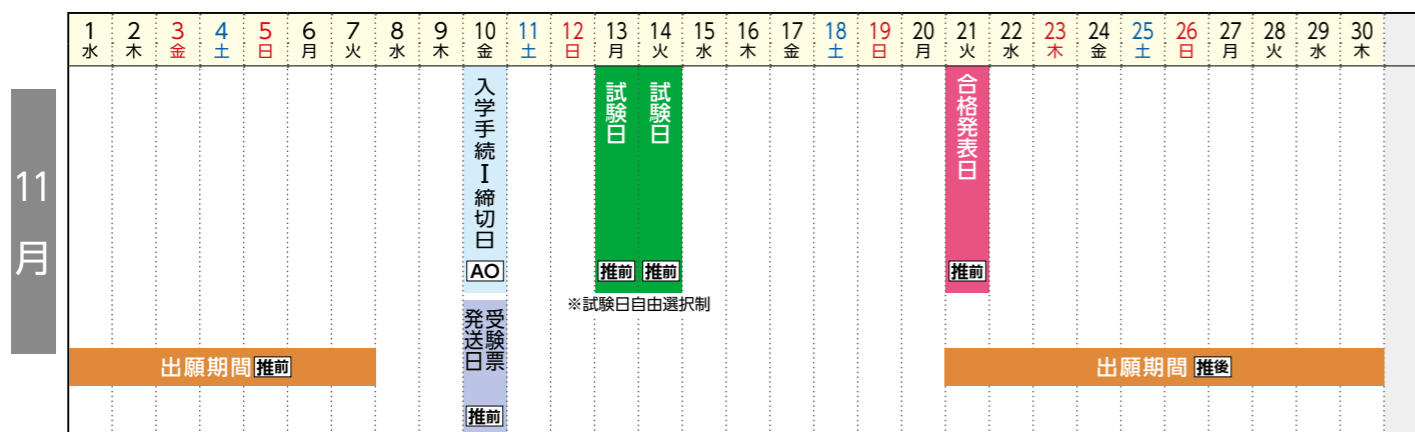 1 2 3 4 5 6 7 8 9 10 11 12 13 14 15 16 17 18 19 20 21 22 23 24 25 26 27 28 29 30
水 木 金 土 日 月 火 水 木 金 土 日 月 火 水 木 金 土 日 月 火 水 木 金 土 日 月 火 水 木
11月
入学手続Ⅰ締切日
AO
試験日
推前
試験日
推前
※試験日自由選択制
合格発表日
推前
受験票
発送日
推前
出願期間 推前
出願期間 推後